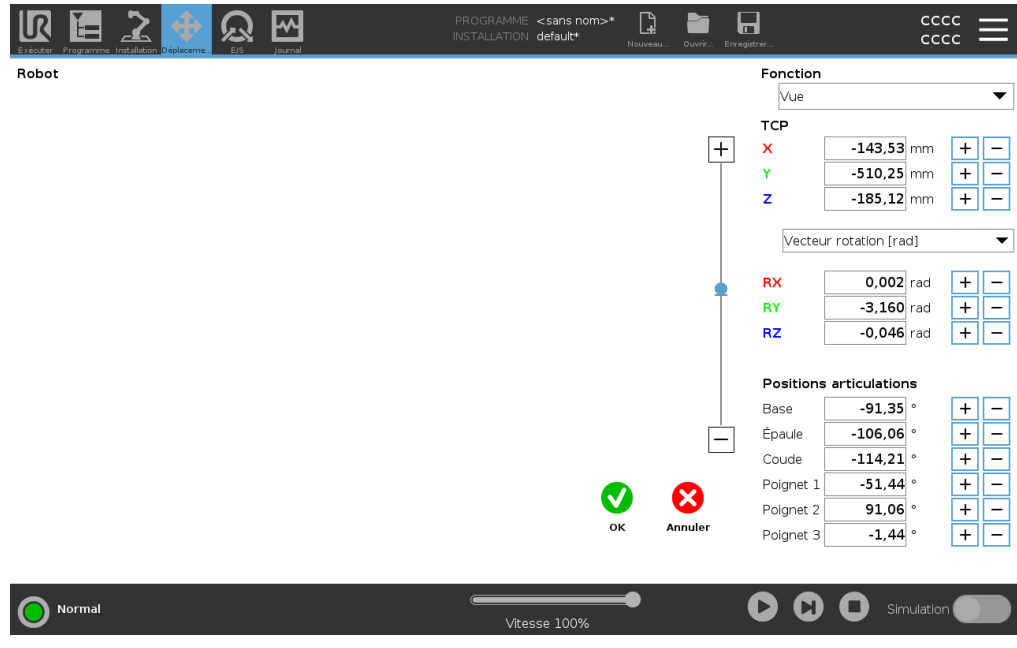 PROGRAMME <sans nom>*
INSTALLATION default*
CCCC
CCCC
Exécuter Programme Installation Déplaceme... E/S Journal
Nouveau... Ouvrir... Enregistrer...
Robot
Fonction
Vue
TCP
X -143,53 mm + −
Y -510,25 mm + −
Z -185,12 mm + −
Vecteur rotation [rad]
RX 0,002 rad + −
RY -3,160 rad + −
RZ -0,046 rad + −
Positions articulations
Base -91,35 ° + −
Épaule -106,06 ° + −
Coude -114,21 ° + −
Poignet 1 -51,44 ° + −
Poignet 2 91,06 ° + −
Poignet 3 -1,44 ° + −
OK Annuler
Normal
Vitesse 100%
Simulation